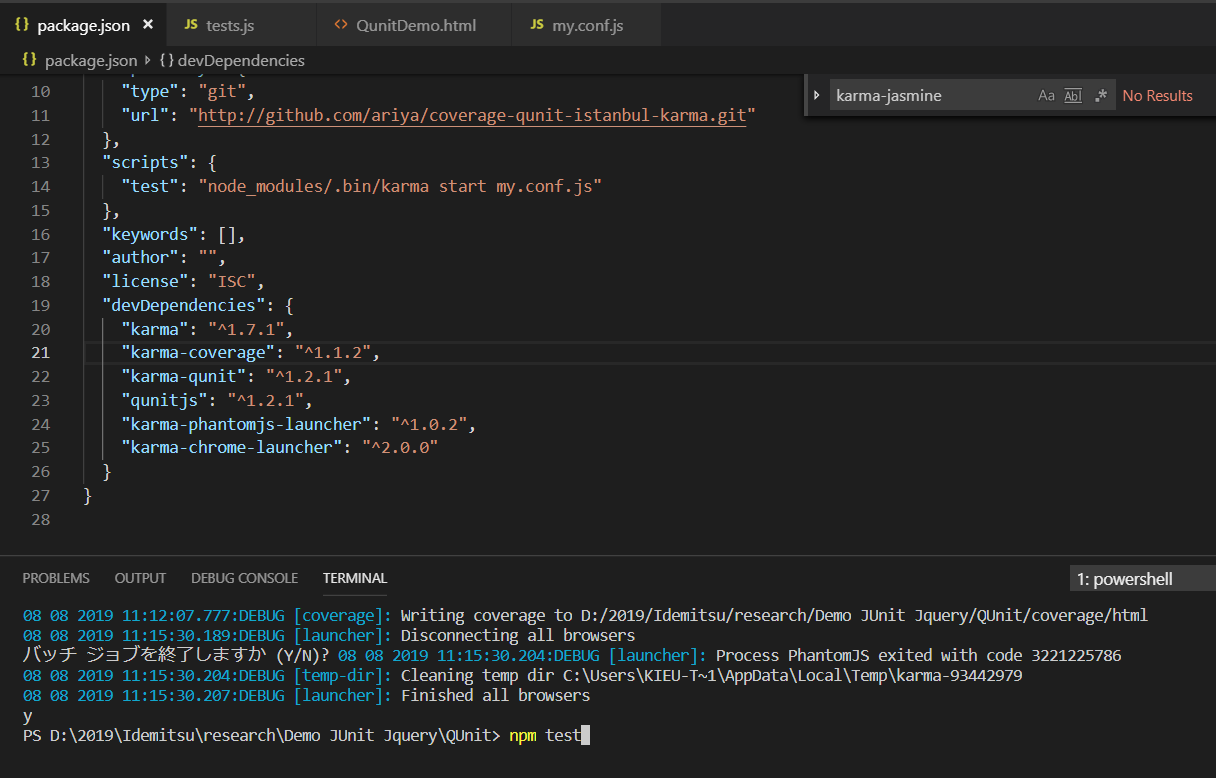 {} package.json ×
JS tests.js
<> QunitDemo.html
JS my.conf.js
{} package.json ▸ {} devDependencies
karma-jasmine Aa Abl .* No Results
10 "type": "git",
11 "url": "http://github.com/ariya/coverage-qunit-istanbul-karma.git"
12 },
13 "scripts": {
14 "test": "node_modules/.bin/karma start my.conf.js"
15 },
16 "keywords": [],
17 "author": "",
18 "license": "ISC",
19 "devDependencies": {
20 "karma": "^1.7.1",
21 "karma-coverage": "^1.1.2",
22 "karma-qunit": "^1.2.1",
23 "qunitjs": "^1.2.1",
24 "karma-phantomjs-launcher": "^1.0.2",
25 "karma-chrome-launcher": "^2.0.0"
26 }
27 }
28
PROBLEMS OUTPUT DEBUG CONSOLE TERMINAL 1: powershell
08 08 2019 11:12:07.777:DEBUG [coverage]: Writing coverage to D:/2019/Idemitsu/research/Demo JUnit Jquery/QUnit/coverage/html
08 08 2019 11:15:30.189:DEBUG [launcher]: Disconnecting all browsers
バッチ ジョブを終了しますか (Y/N)? 08 08 2019 11:15:30.204:DEBUG [launcher]: Process PhantomJS exited with code 3221225786
08 08 2019 11:15:30.204:DEBUG [temp-dir]: Cleaning temp dir C:\Users\KIEU-T~1\AppData\Local\Temp\karma-93442979
08 08 2019 11:15:30.207:DEBUG [launcher]: Finished all browsers
y
PS D:\2019\Idemitsu\research\Demo JUnit Jquery\QUnit> npm test